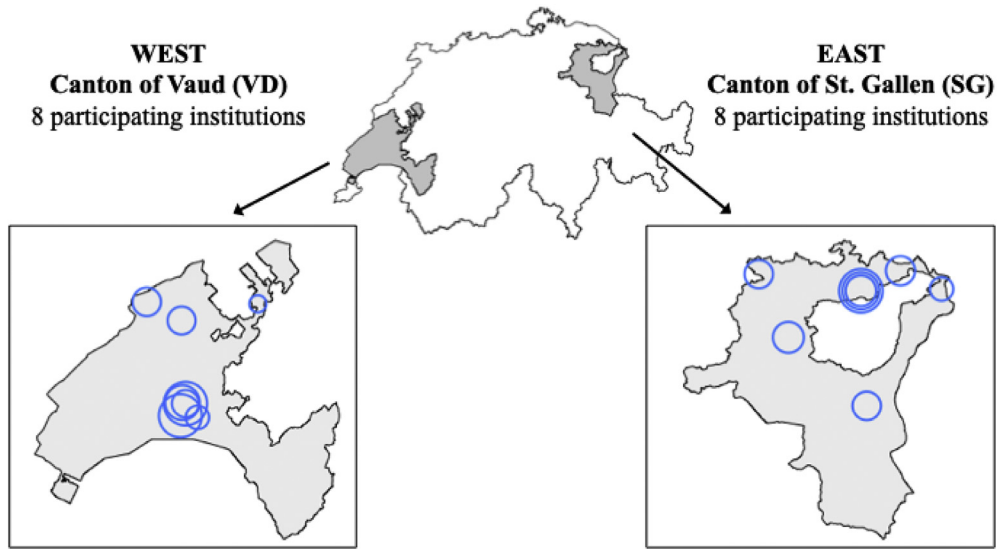 WEST
Canton of Vaud (VD)
8 participating institutions
EAST
Canton of St. Gallen (SG)
8 participating institutions